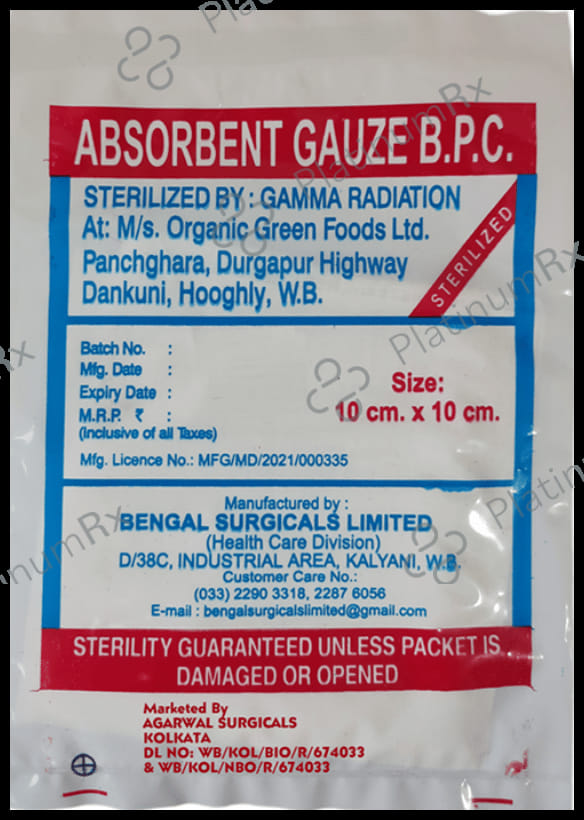 ABSORBENT GAUZE B.P.C.
STERILIZED BY : GAMMA RADIATION
At: M/s. Organic Green Foods Ltd.
Panchghara, Durgapur Highway
Dankuni, Hooghly, W.B.
STERILIZED
Batch No. :
Mfg. Date :
Expiry Date :
M.R.P. ₹ :
(Inclusive of all Taxes)
Size:
10 cm. x 10 cm.
Mfg. Licence No.: MFG/MD/2021/000335
Manufactured by :
BENGAL SURGICALS LIMITED
(Health Care Division)
D/38C, INDUSTRIAL AREA, KALYANI, W.B.
Customer Care No.:
(033) 2290 3318, 2287 6056
E-mail : bengalsurgicalslimited@gmail.com
STERILITY GUARANTEED UNLESS PACKET IS
DAMAGED OR OPENED
Marketed By
AGARWAL SURGICALS
KOLKATA
DL NO: WB/KOL/BIO/R/674033
& WB/KOL/NBO/R/674033
PlatinumRx
PlatinumRx
PlatinumRx
PlatinumRx